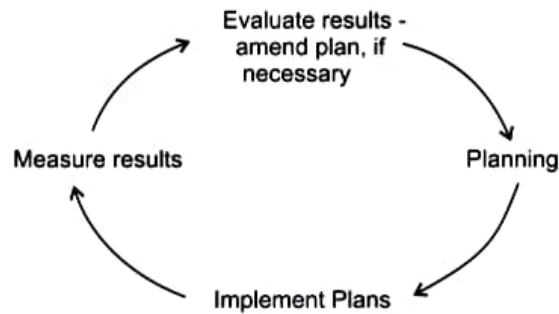 Evaluate results -
amend plan, if
necessary
Measure results
Planning
Implement Plans